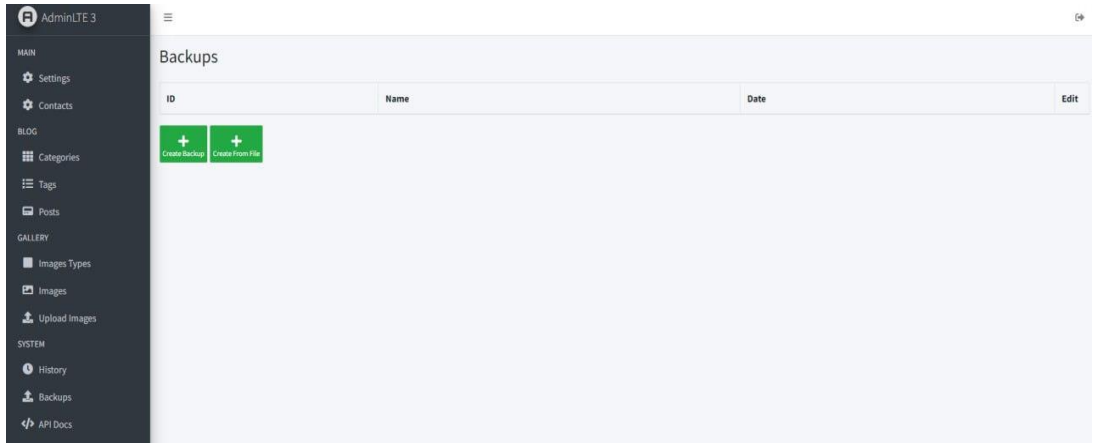 AdminLTE 3
MAIN
Settings
Contacts
BLOG
Categories
Tags
Posts
GALLERY
Images Types
Images
Upload Images
SYSTEM
History
Backups
API Docs
Backups
ID Name Date Edit
Create Backup Create From File